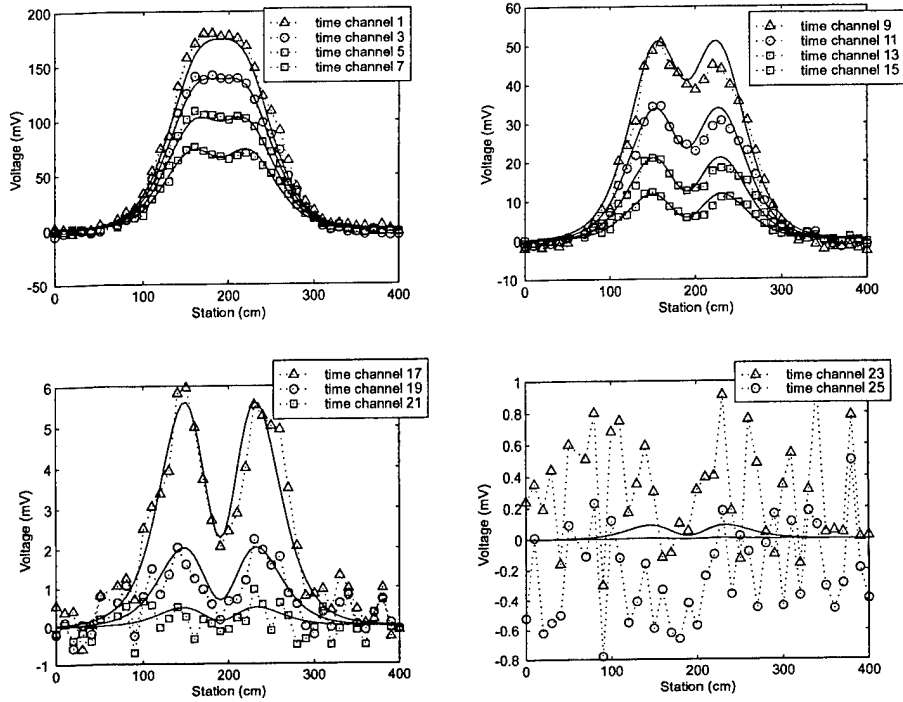 200
150
100
50
0
-50
Voltage (mV)
0 100 200 300 400
Station (cm)
time channel 1
time channel 3
time channel 5
time channel 7
60
50
40
30
20
10
0
-10
Voltage (mV)
0 100 200 300 400
Station (cm)
time channel 9
time channel 11
time channel 13
time channel 15
6
5
4
3
2
1
0
-1
Voltage (mV)
0 100 200 300 400
Station (cm)
time channel 17
time channel 19
time channel 21
1
0.8
0.6
0.4
0.2
0
-0.2
-0.4
-0.6
-0.8
Voltage (mV)
0 100 200 300 400
Station (cm)
time channel 23
time channel 25